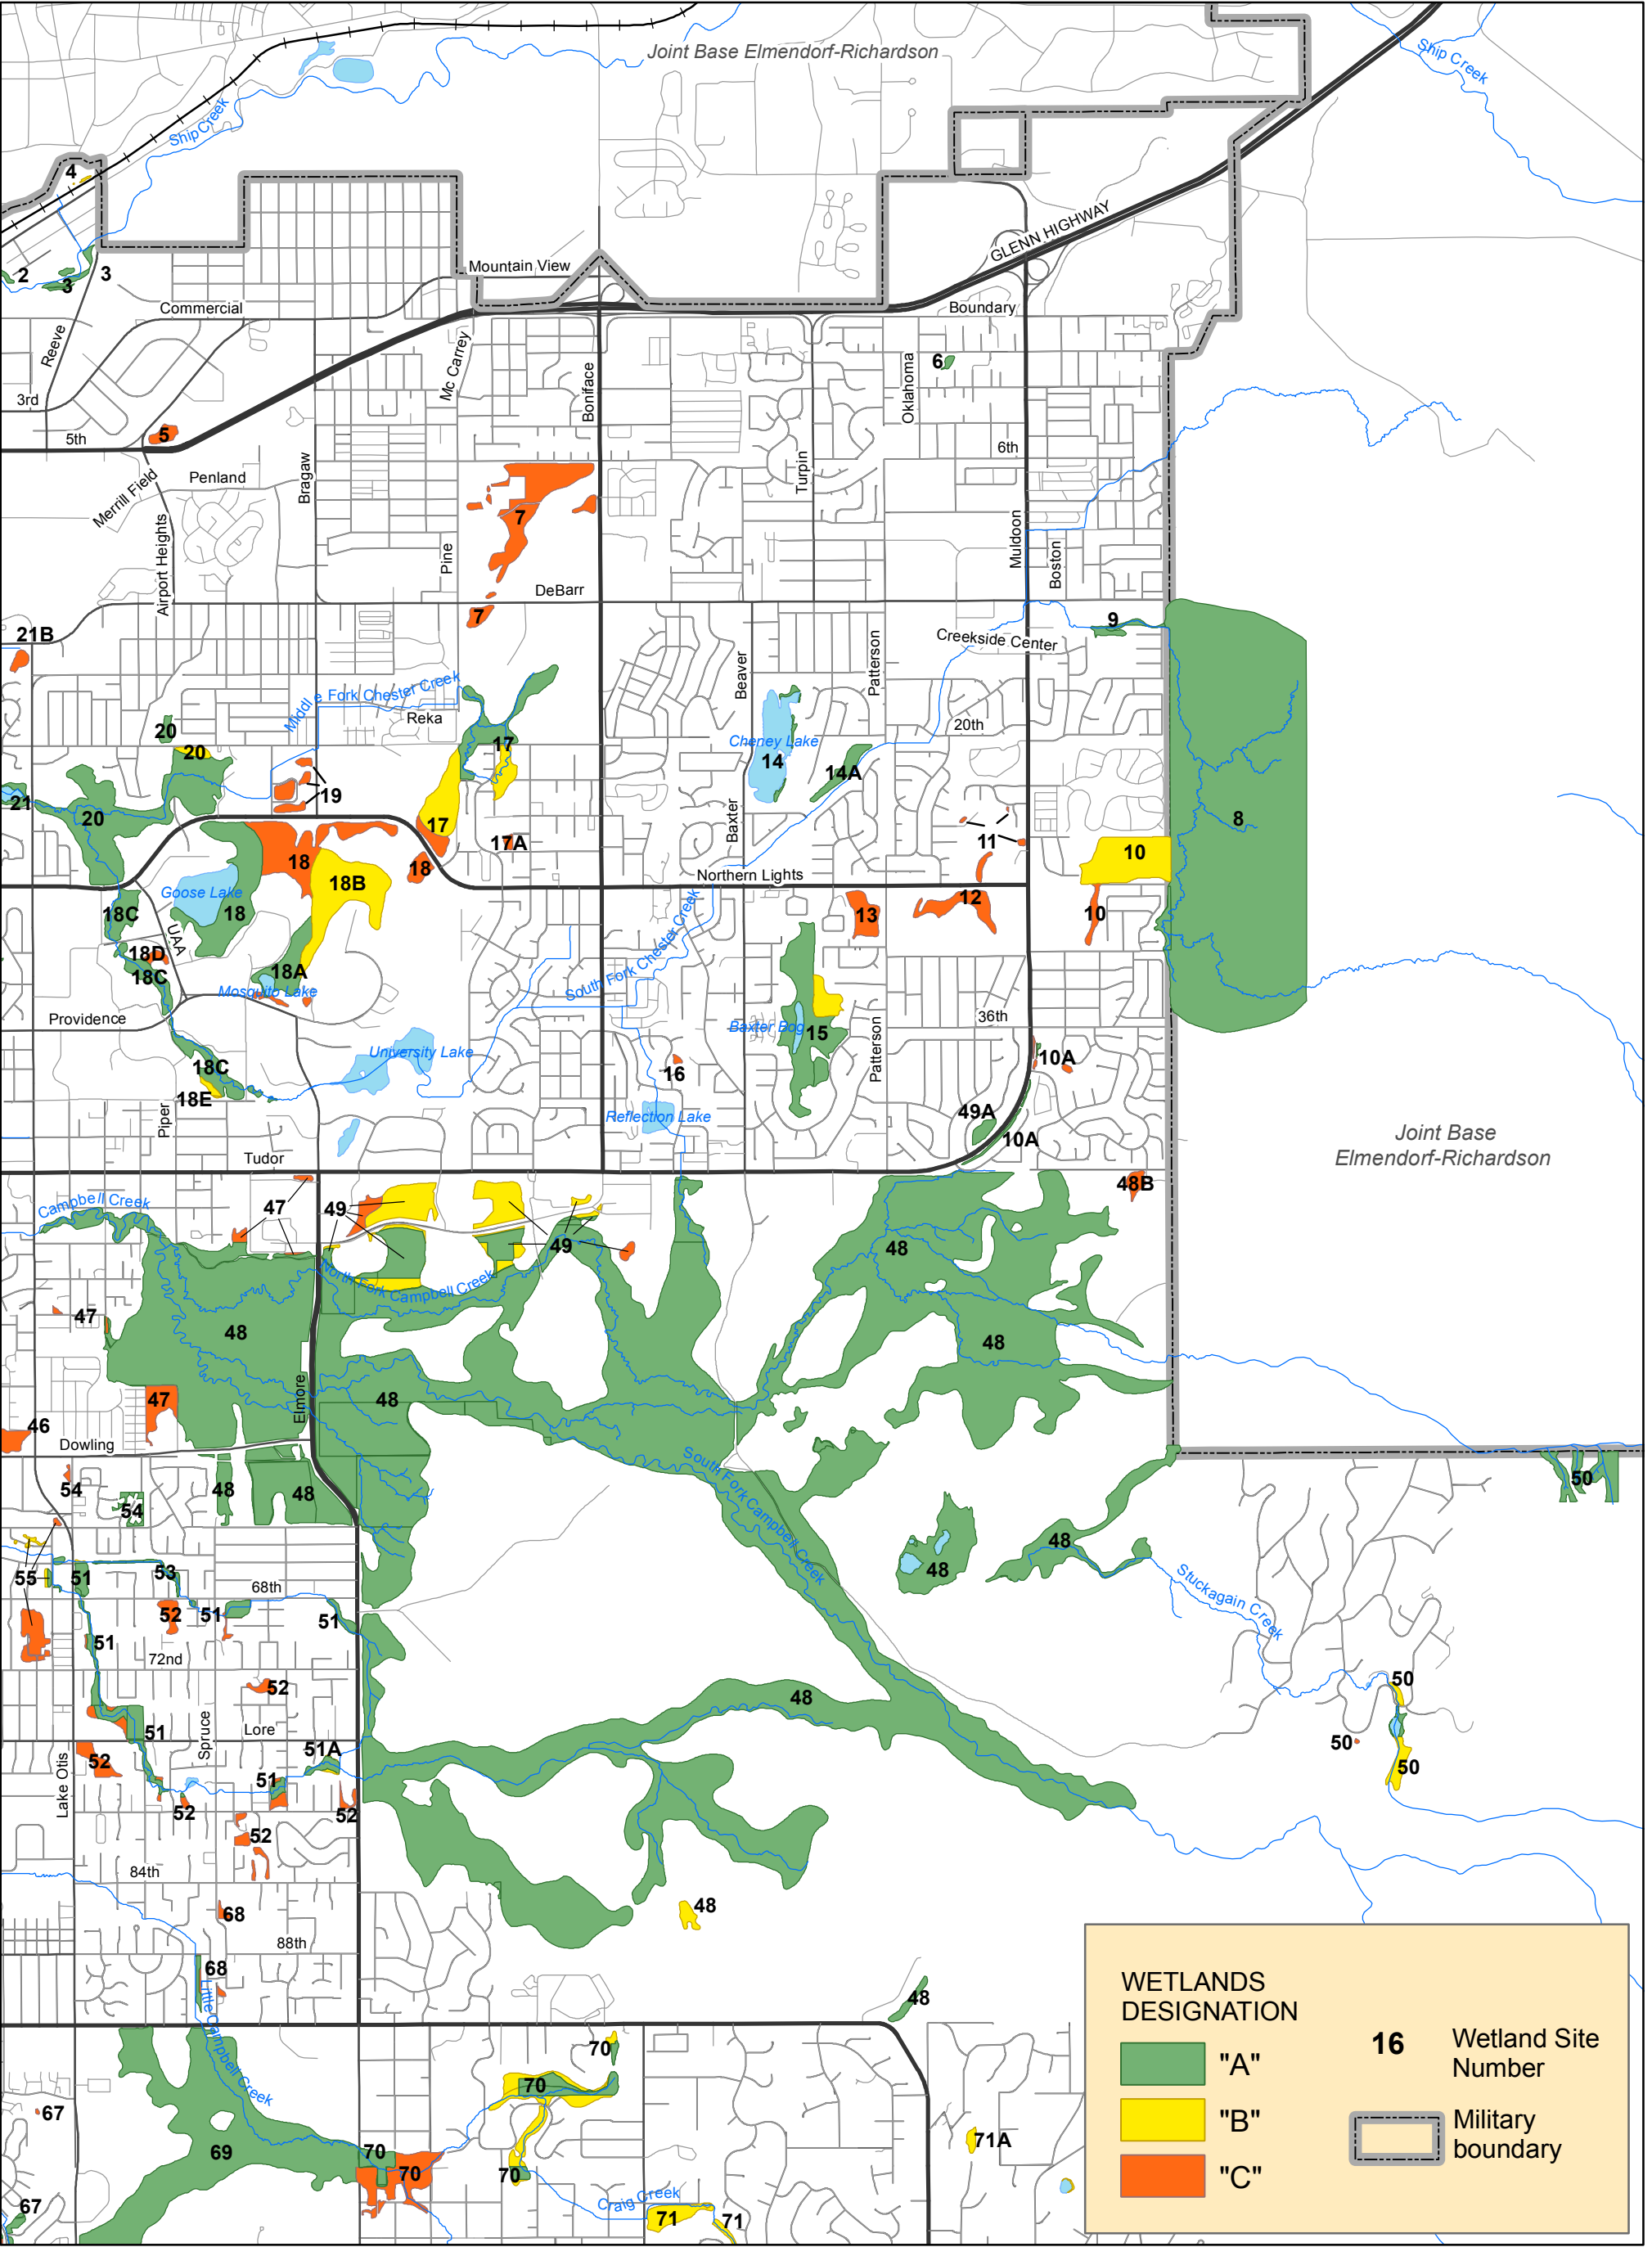 Joint Base Elmendorf-Richardson
Ship Creek
Ship Creek
4
GLENN HIGHWAY
2
3
3
Mountain View
Commercial
Boundary
Reeve
Mc Carrey
Boniface
Oklahoma
6
3rd
5th
5
6th
Merrill Field
Penland
Bragaw
Turpin
7
Airport Heights
Pine
Muldoon
Boston
DeBarr
7
9
21B
Creekside Center
Middle Fork Chester Creek
Reka
Beaver
Patterson
20th
20
20
17
Cheney Lake
14
14A
19
21
20
17
17A
Baxter
11
8
10
18
18
18B
Northern Lights
Goose Lake
18
18C
UAA
13
12
10
18D
18C
18A
Mosquito Lake
South Fork Chester Creek
Providence
36th
Baxter Bog
15
University Lake
Patterson
10A
18C
18E
16
Reflection Lake
49A
10A
Piper
Tudor
Joint Base
Elmendorf-Richardson
48B
Campbell Creek
47
49
49
48
North Fork Campbell Creek
47
48
48
47
48
Elmore
46
Dowling
South Fork Campbell Creek
54
54
48
48
50
48
48
55
51
53
68th
52
51
51
Stuckagain Creek
51
72nd
52
50
48
51
Spruce
Lore
51A
50
52
Lake Otis
51
50
52
52
52
84th
68
48
88th
68
48
Little Campbell Creek
WETLANDS
DESIGNATION
"A"
"B"
"C"
16
Wetland Site
Number
Military
boundary
70
70
67
71A
69
70
70
70
Craig Creek
67
71
71